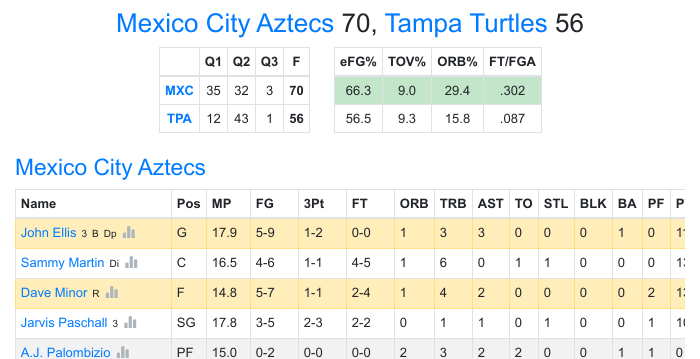 Mexico City Aztecs 70, Tampa Turtles 56
Q1 Q2 Q3 F eFG% TOV% ORB% FT/FGA
MXC 35 32 3 70 66.3 9.0 29.4 .302
TPA 12 43 1 56 56.5 9.3 15.8 .087
Mexico City Aztecs
Name Pos MP FG 3Pt FT ORB TRB AST TO STL BLK BA PF
John Ellis 3 B Dp G 17.9 5-9 1-2 0-0 1 3 3 0 0 0 1 0
Sammy Martin Di C 16.5 4-6 1-1 4-5 1 6 0 1 1 0 0 0
Dave Minor R F 14.8 5-7 1-1 2-4 1 4 2 0 0 0 0 2
Jarvis Paschall 3 SG 17.8 3-5 2-3 2-2 0 1 1 0 1 0 0 1
A.J. Palombizio PF 15.0 0-2 0-0 0-0 2 3 2 2 0 0 1 1